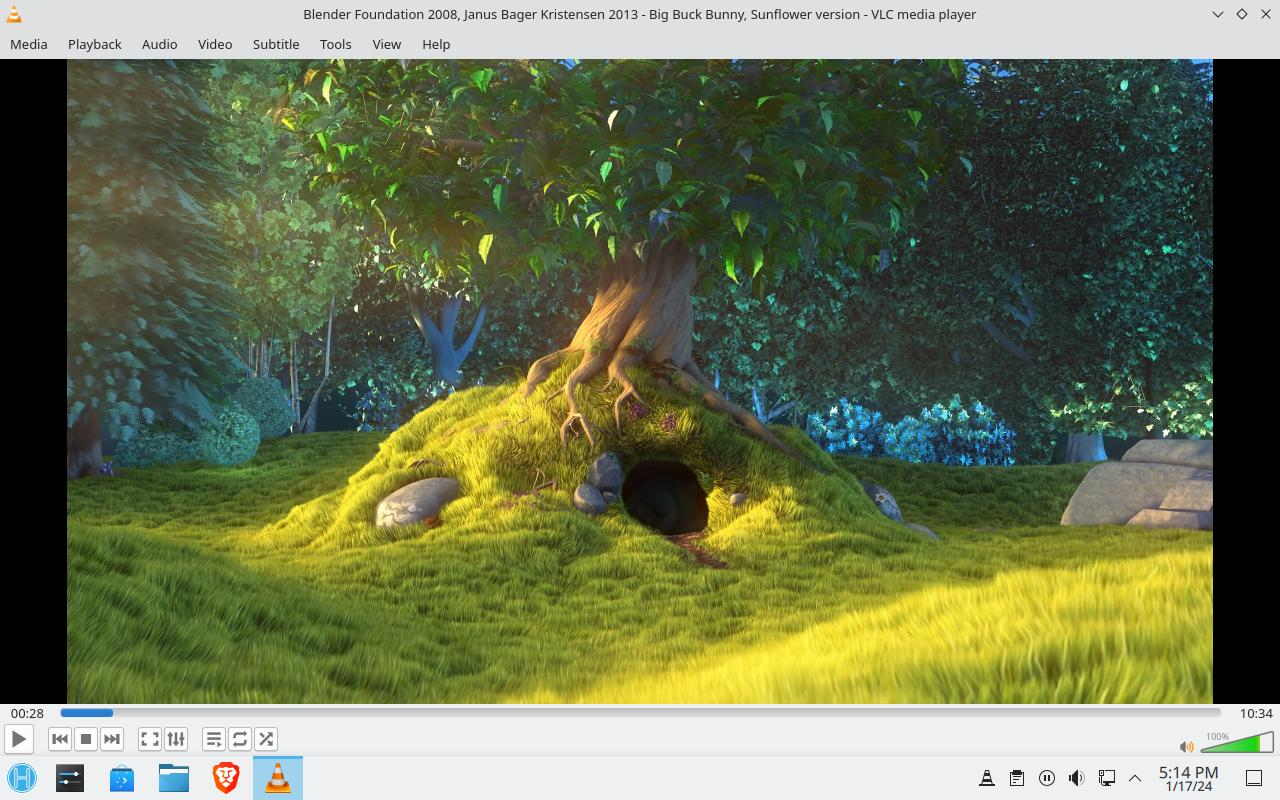 Blender Foundation 2008, Janus Bager Kristensen 2013 - Big Buck Bunny, Sunflower version - VLC media player
Media Playback Audio Video Subtitle Tools View Help
00:28 10:34
100%
5:14 PM
1/17/24